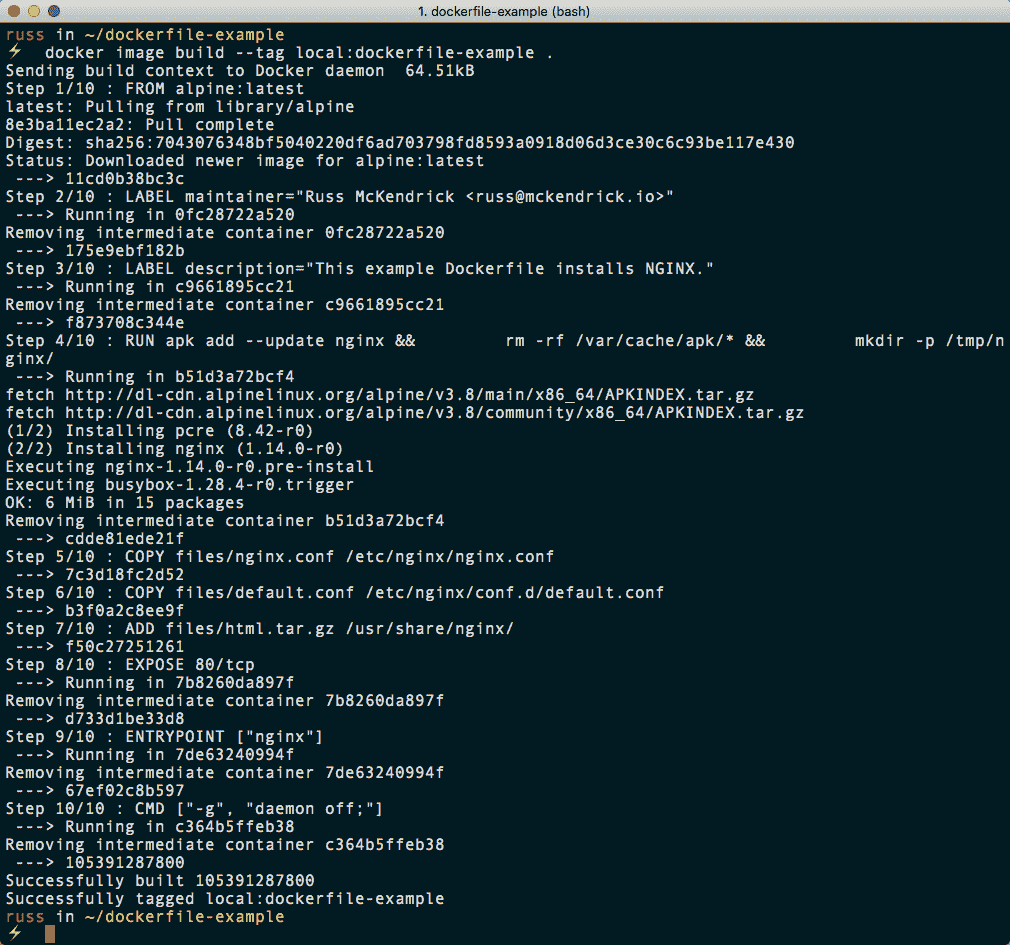 1. dockerfile-example (bash)
russ in ~/dockerfile-example
⚡ docker image build --tag local:dockerfile-example .
Sending build context to Docker daemon  64.51kB
Step 1/10 : FROM alpine:latest
latest: Pulling from library/alpine
8e3ba11ec2a2: Pull complete
Digest: sha256:7043076348bf5040220df6ad703798fd8593a0918d06d3ce30c6c93be117e430
Status: Downloaded newer image for alpine:latest
 ---> 11cd0b38bc3c
Step 2/10 : LABEL maintainer="Russ McKendrick <russ@mckendrick.io>"
 ---> Running in 0fc28722a520
Removing intermediate container 0fc28722a520
 ---> 175e9ebf182b
Step 3/10 : LABEL description="This example Dockerfile installs NGINX."
 ---> Running in c9661895cc21
Removing intermediate container c9661895cc21
 ---> f873708c344e
Step 4/10 : RUN apk add --update nginx &&         rm -rf /var/cache/apk/* &&         mkdir -p /tmp/n
ginx/
 ---> Running in b51d3a72bcf4
fetch http://dl-cdn.alpinelinux.org/alpine/v3.8/main/x86_64/APKINDEX.tar.gz
fetch http://dl-cdn.alpinelinux.org/alpine/v3.8/community/x86_64/APKINDEX.tar.gz
(1/2) Installing pcre (8.42-r0)
(2/2) Installing nginx (1.14.0-r0)
Executing nginx-1.14.0-r0.pre-install
Executing busybox-1.28.4-r0.trigger
OK: 6 MiB in 15 packages
Removing intermediate container b51d3a72bcf4
 ---> cdde81ede21f
Step 5/10 : COPY files/nginx.conf /etc/nginx/nginx.conf
 ---> 7c3d18fc2d52
Step 6/10 : COPY files/default.conf /etc/nginx/conf.d/default.conf
 ---> b3f0a2c8ee9f
Step 7/10 : ADD files/html.tar.gz /usr/share/nginx/
 ---> f50c27251261
Step 8/10 : EXPOSE 80/tcp
 ---> Running in 7b8260da897f
Removing intermediate container 7b8260da897f
 ---> d733d1be33d8
Step 9/10 : ENTRYPOINT ["nginx"]
 ---> Running in 7de63240994f
Removing intermediate container 7de63240994f
 ---> 67ef02c8b597
Step 10/10 : CMD ["-g", "daemon off;"]
 ---> Running in c364b5ffeb38
Removing intermediate container c364b5ffeb38
 ---> 105391287800
Successfully built 105391287800
Successfully tagged local:dockerfile-example
russ in ~/dockerfile-example
⚡